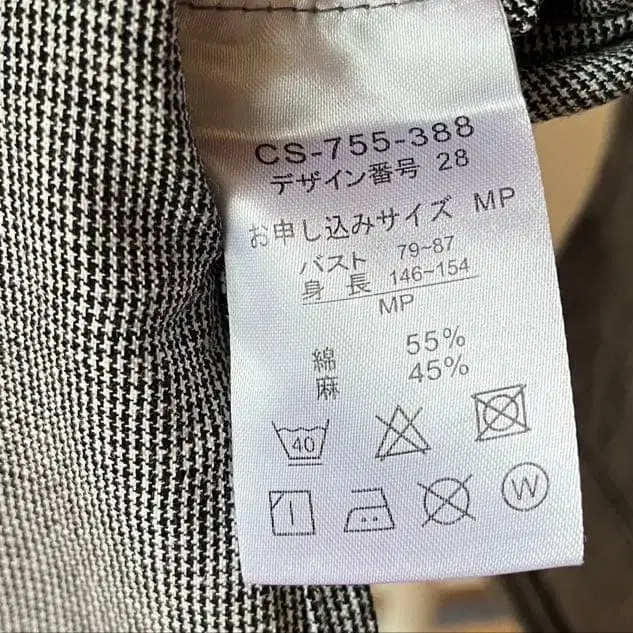 CS-755-388
デザイン番号 28
お申し込みサイズ MP
バスト 79~87
身長 146~154
MP
綿 55%
麻 45%
40
W